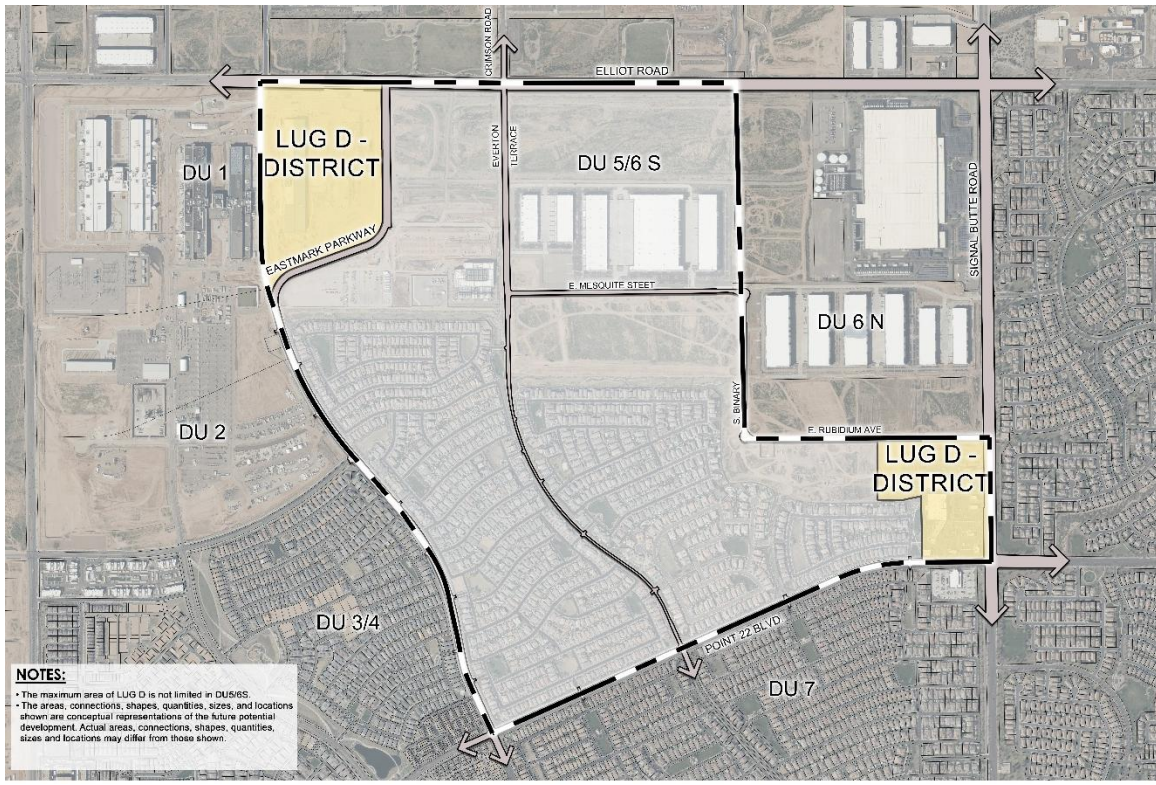 CRIMSON ROAD
ELLIOT ROAD
LUG D -
DISTRICT
DU 1
EVERTON
TERRACE
DU 5/6 S
SIGNAL BUTTE ROAD
EASTMARK PARKWAY
E. MESQUITE STEET
DU 6 N
S. BINARY
E. RUBIDIUM AVE
DU 2
LUG D -
DISTRICT
DU 3/4
POINT 22 BLVD
DU 7
NOTES:
• The maximum area of LUG D is not limited in DU5/6S.
• The areas, connections, shapes, quantities, sizes, and locations
shown are conceptual representations of the future potential
development. Actual areas, connections, shapes, quantities,
sizes and locations may differ from those shown.